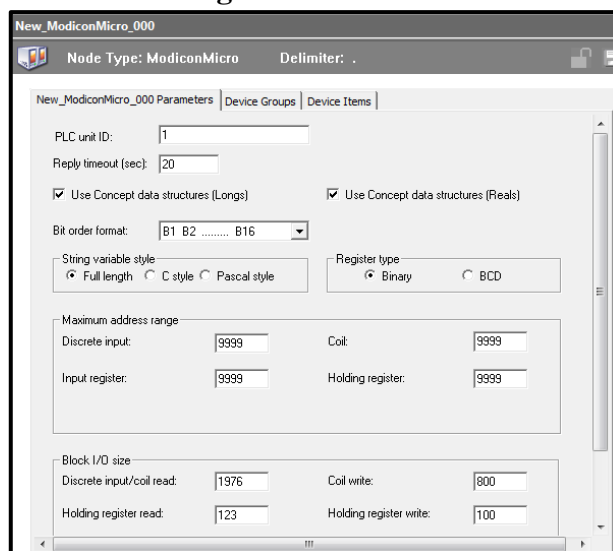 New_ModiconMicro_000
Node Type: ModiconMicro Delimiter: .
New_ModiconMicro_000 Parameters Device Groups Device Items
PLC unit ID: 1
Reply timeout (sec): 20
Use Concept data structures (Longs) Use Concept data structures (Reals)
Bit order format: B1 B2 ......... B16
String variable style Register type
Full length C style Pascal style Binary BCD
Maximum address range
Discrete input: 9999 Coil: 9999
Input register: 9999 Holding register: 9999
Block I/O size
Discrete input/coil read: 1976 Coil write: 800
Holding register read: 123 Holding register write: 100